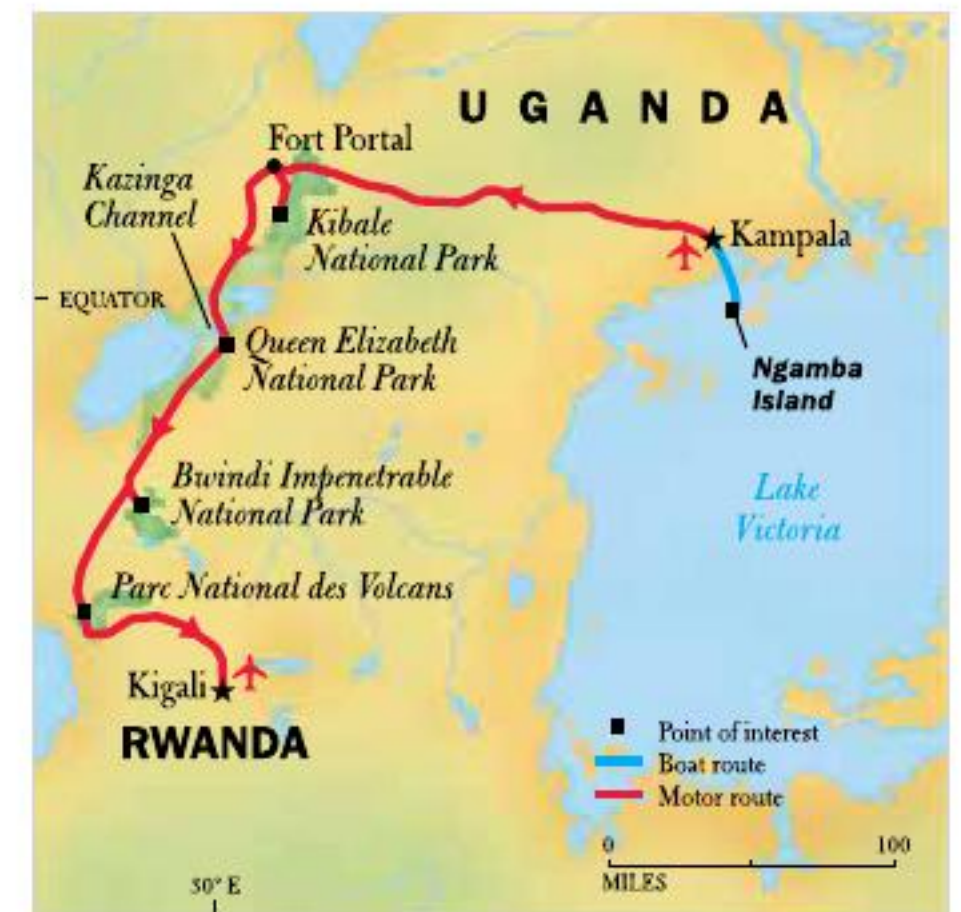 UGANDA
Fort Portal
Kazinga
Channel
Kibale
National Park
Kampala
EQUATOR
Queen Elizabeth
National Park
Ngamba
Island
Bwindi Impenetrable
National Park
Lake
Victoria
Parc National des Volcans
Kigali
RWANDA
Point of interest
Boat route
Motor route
0 100
MILES
30° E